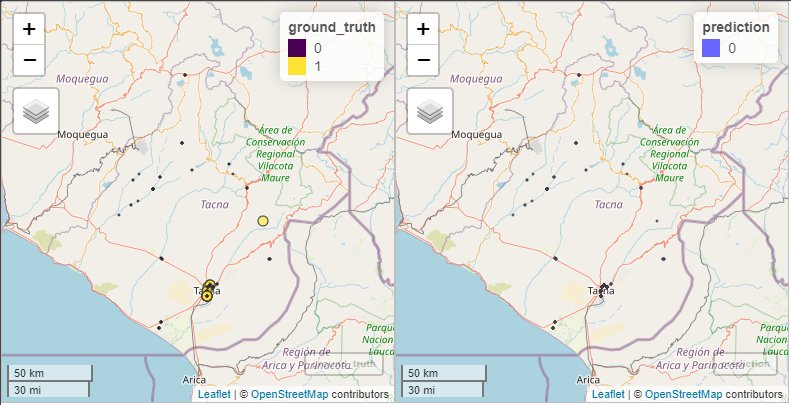 +
−
ground_truth
0
1
Moquegua
Moquegua
Área de
Conservación
Regional
Vilacota
Maure
Tacna
Tacna
50 km
30 mi
Arica
Región de
Arica y Parinacota
Parque
Nacional
Lauca
Leaflet | © OpenStreetMap contributors
+
−
prediction
0
Moquegua
Moquegua
Área de
Conservación
Regional
Vilacota
Maure
Tacna
Tacna
50 km
30 mi
Arica
Región de
Arica y Parinacota
Parq
Nacion
Lauca
Leaflet | © OpenStreetMap contributors